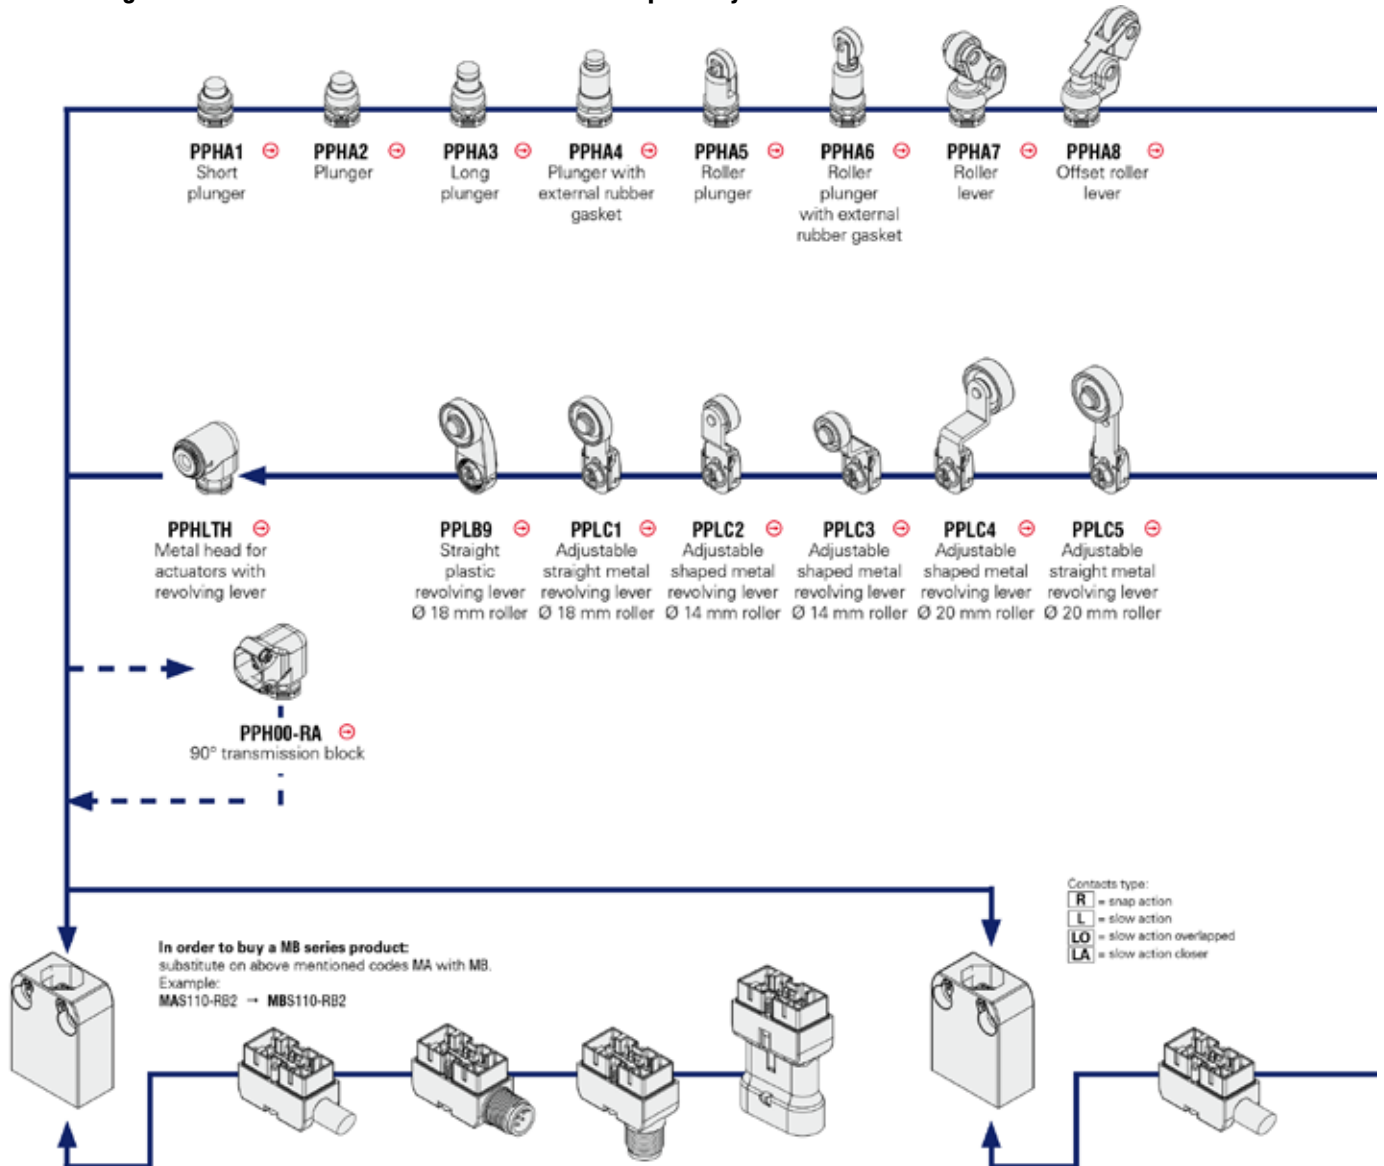 PPHA1
Short
plunger
PPHA2
Plunger
PPHA3
Long
plunger
PPHA4
Plunger with
external rubber
gasket
PPHA5
Roller
plunger
PPHA6
Roller
plunger
with external
rubber gasket
PPHA7
Roller
lever
PPHA8
Offset roller
lever
PPHLTH
Metal head for
actuators with
revolving lever
PPLB9
Straight
plastic
revolving lever
Ø 18 mm roller
PPLC1
Adjustable
straight metal
revolving lever
Ø 18 mm roller
PPLC2
Adjustable
shaped metal
revolving lever
Ø 14 mm roller
PPLC3
Adjustable
shaped metal
revolving lever
Ø 14 mm roller
PPLC4
Adjustable
shaped metal
revolving lever
Ø 20 mm roller
PPLC5
Adjustable
straight metal
revolving lever
Ø 20 mm roller
PPH00-RA
90° transmission block
Contacts type:
R = snap action
L = slow action
LO = slow action overlapped
LA = slow action closer
In order to buy a MB series product:
substitute on above mentioned codes MA with MB.
Example:
MAS110-RB2 → MBS110-RB2